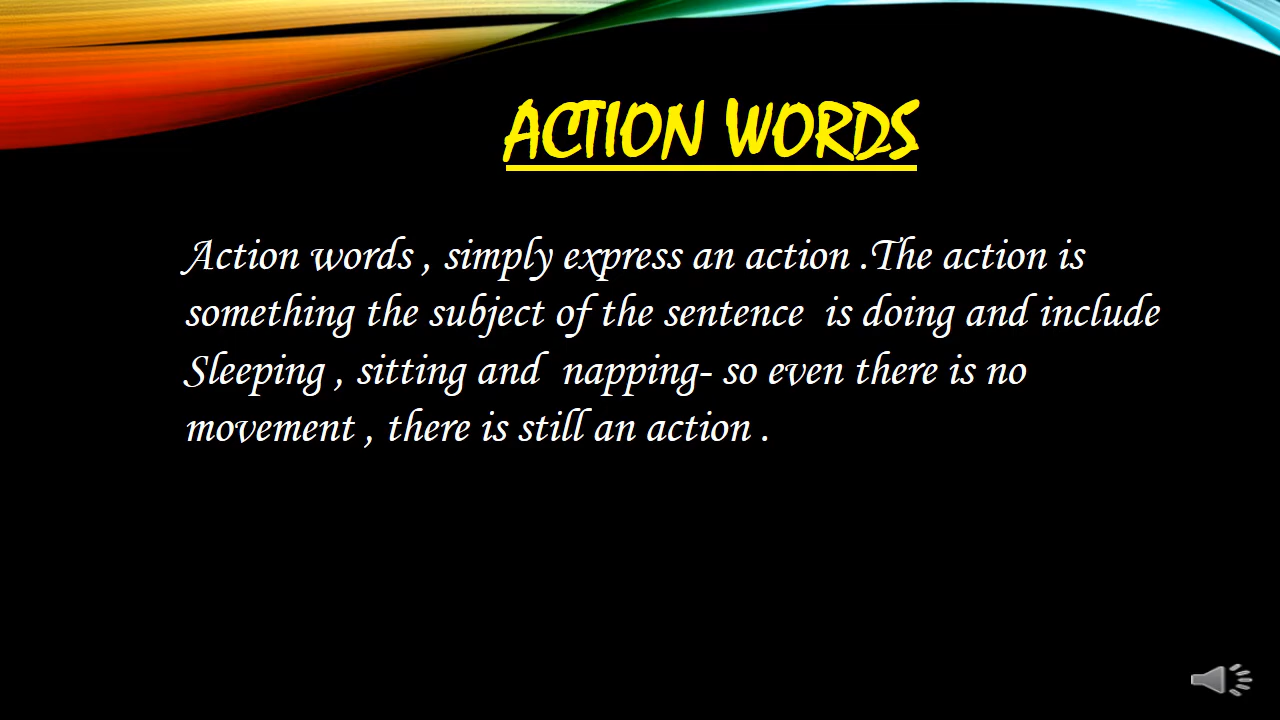 ACTION WORDS
Action words , simply express an action .The action is
something the subject of the sentence  is doing and include
Sleeping , sitting and  napping- so even there is no
movement , there is still an action .